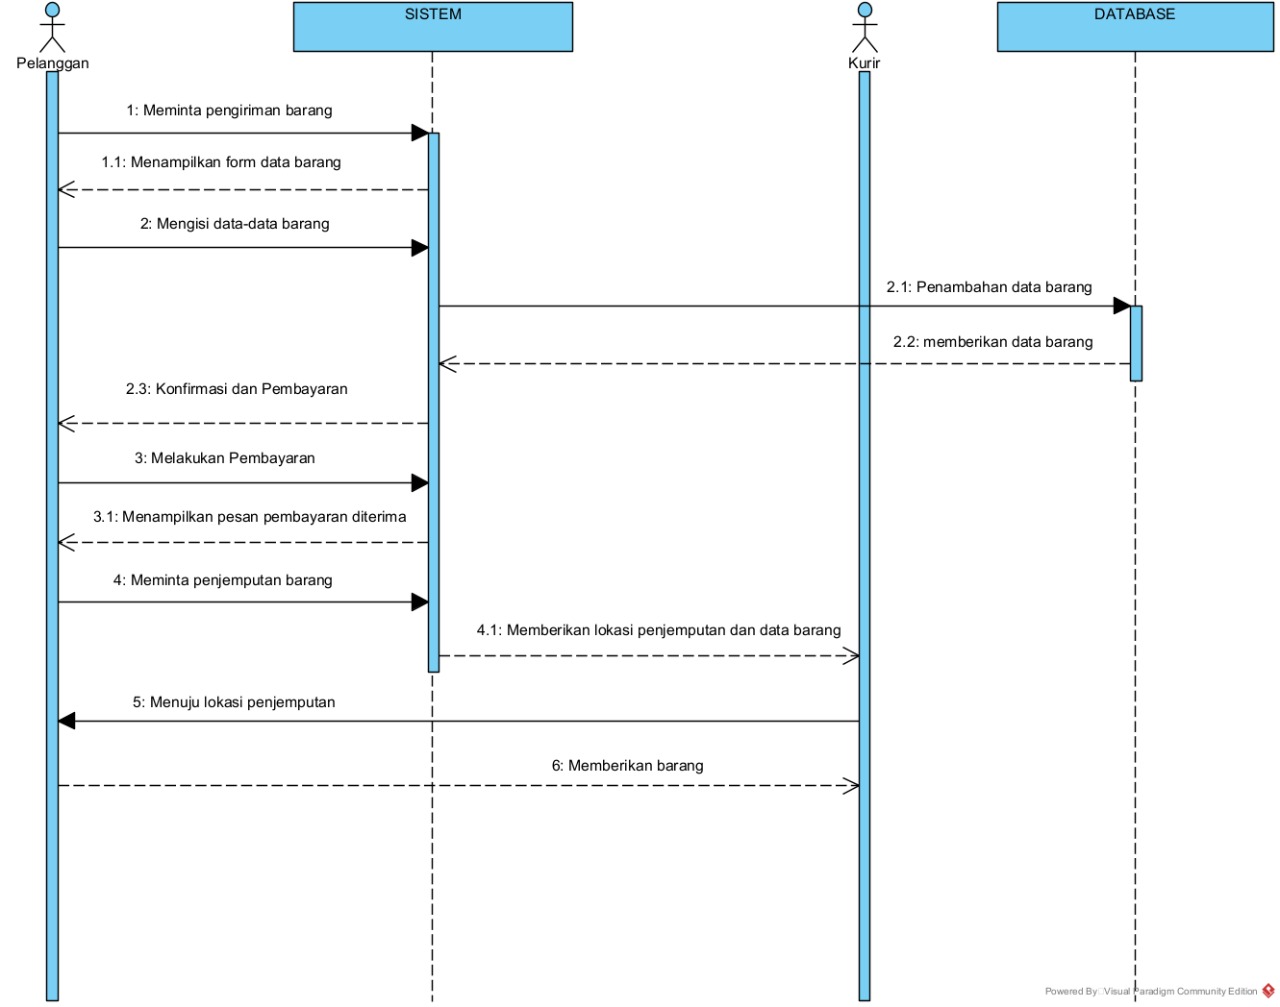 SISTEM
DATABASE
Pelanggan
Kurir
1: Meminta pengiriman barang
1.1: Menampilkan form data barang
2: Mengisi data-data barang
2.1: Penambahan data barang
2.2: memberikan data barang
2.3: Konfirmasi dan Pembayaran
3: Melakukan Pembayaran
3.1: Menampilkan pesan pembayaran diterima
4: Meminta penjemputan barang
4.1: Memberikan lokasi penjemputan dan data barang
5: Menuju lokasi penjemputan
6: Memberikan barang
Powered By Visual Paradigm Community Edition